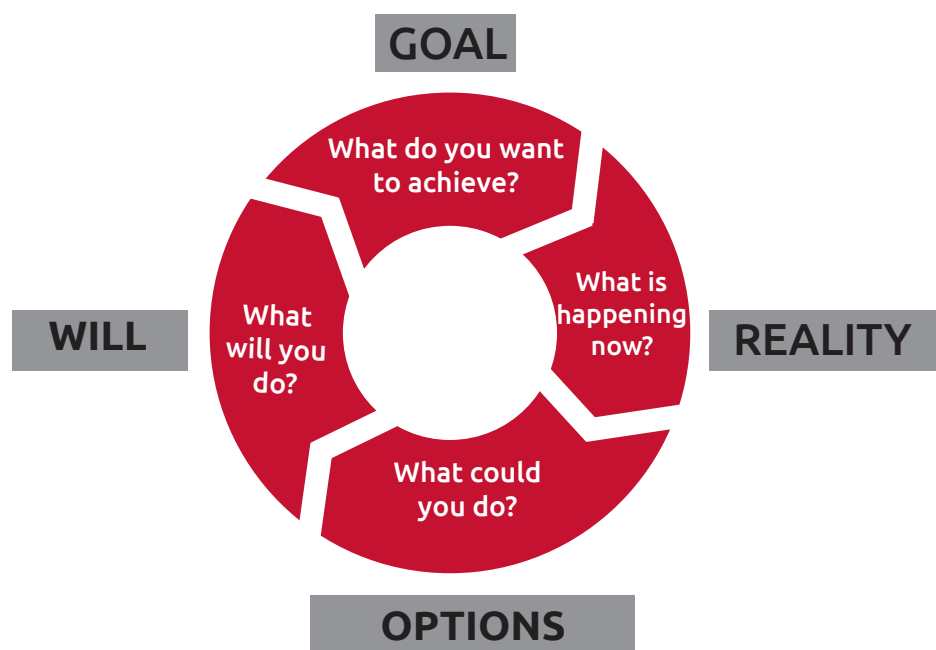 GOAL
What do you want
to achieve?
What is
happening
now?
REALITY
What could
you do?
OPTIONS
What
will you
do?
WILL